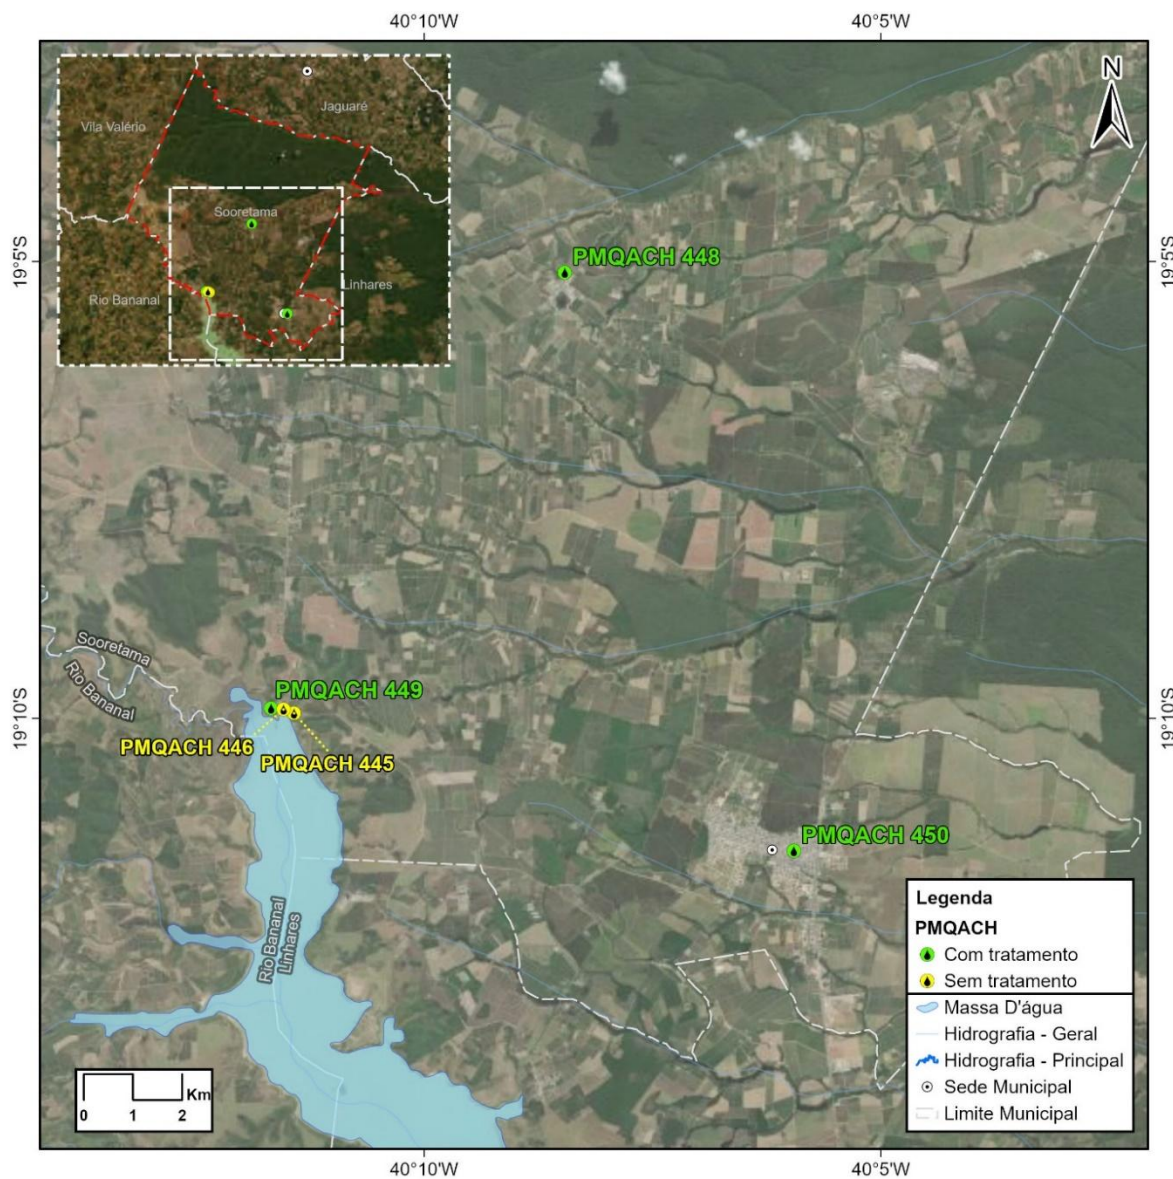 40°10'W
40°5'W
Jaguaré
Vila Valério
Sooretama
Rio Bananal
Linhares
N
19°5'S
19°5'S
PMQACH 448
Sooretama
Rio Bananal
PMQACH 449
PMQACH 446
PMQACH 445
19°10'S
19°10'S
PMQACH 450
Rio Bananal
Linhares
Legenda
PMQACH
Com tratamento
Sem tratamento
Massa D'água
Hidrografia - Geral
Hidrografia - Principal
Sede Municipal
Limite Municipal
Km
0 1 2
40°10'W
40°5'W